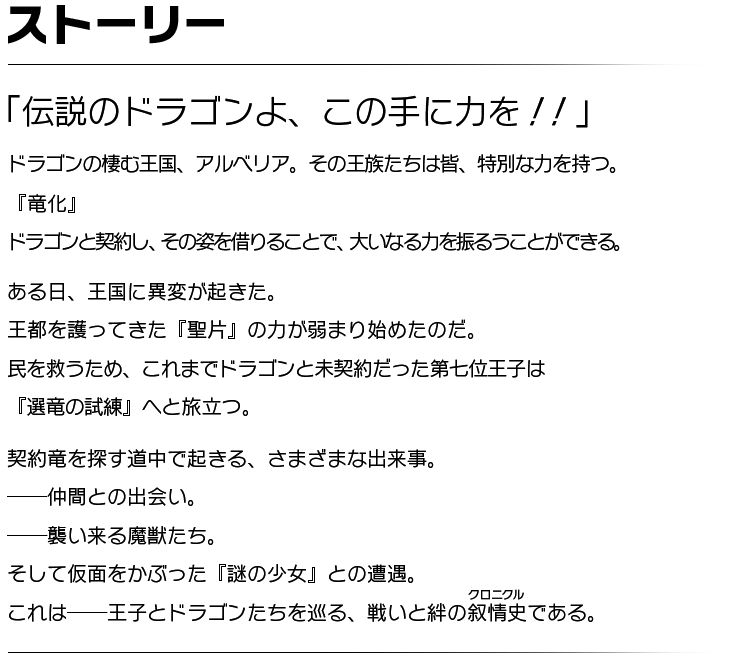 ストーリー
「伝説のドラゴンよ、この手に力を！！」
ドラゴンの棲む王国、アルベリア。その王族たちは皆、特別な力を持つ。
『竜化』
ドラゴンと契約し、その姿を借りることで、大いなる力を振るうことができる。
ある日、王国に異変が起きた。
王都を護ってきた『聖片』の力が弱まり始めたのだ。
民を救うため、これまでドラゴンと未契約だった第七位王子は
『選竜の試練』へと旅立つ。
契約竜を探す道中で起きる、さまざまな出来事。
――仲間との出会い。
――襲い来る魔獣たち。
そして仮面をかぶった『謎の少女』との遭遇。
クロニクル
これは――王子とドラゴンたちを巡る、戦いと絆の叙情史である。